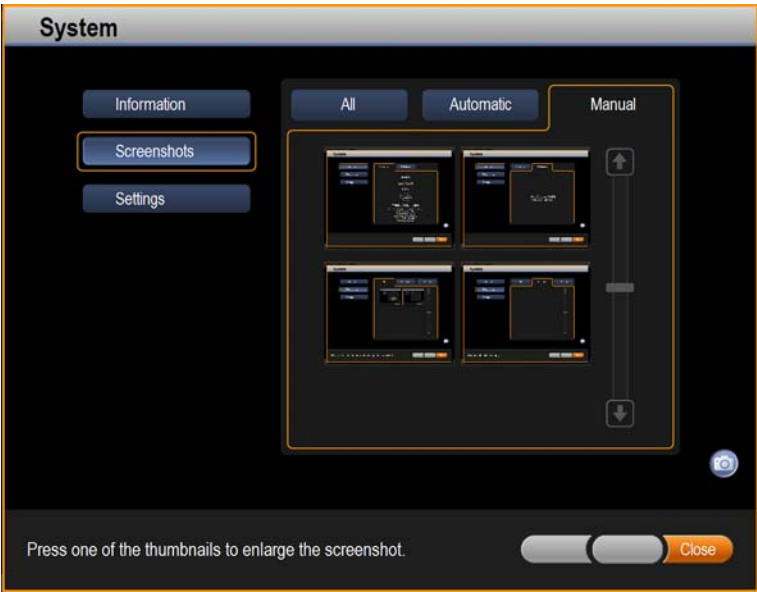 System
Information
Screenshots
Settings
All
Automatic
Manual
Press one of the thumbnails to enlarge the screenshot.
Close